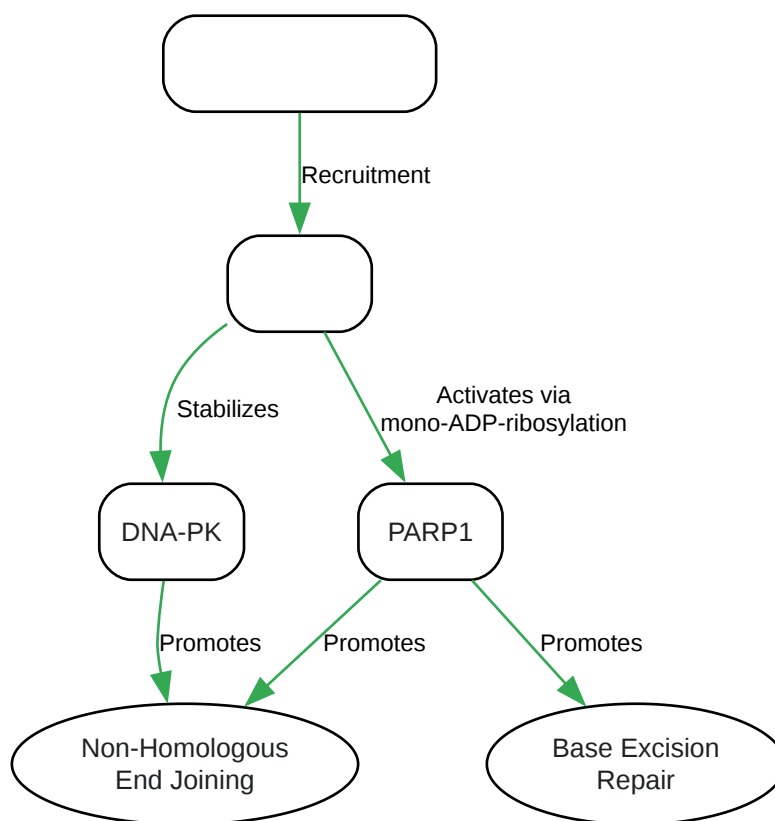 Recruitment
Stabilizes
Activates via
mono-ADP-ribosylation
DNA-PK
PARP1
Promotes
Promotes
Promotes
Non-Homologous
End Joining
Base Excision
Repair